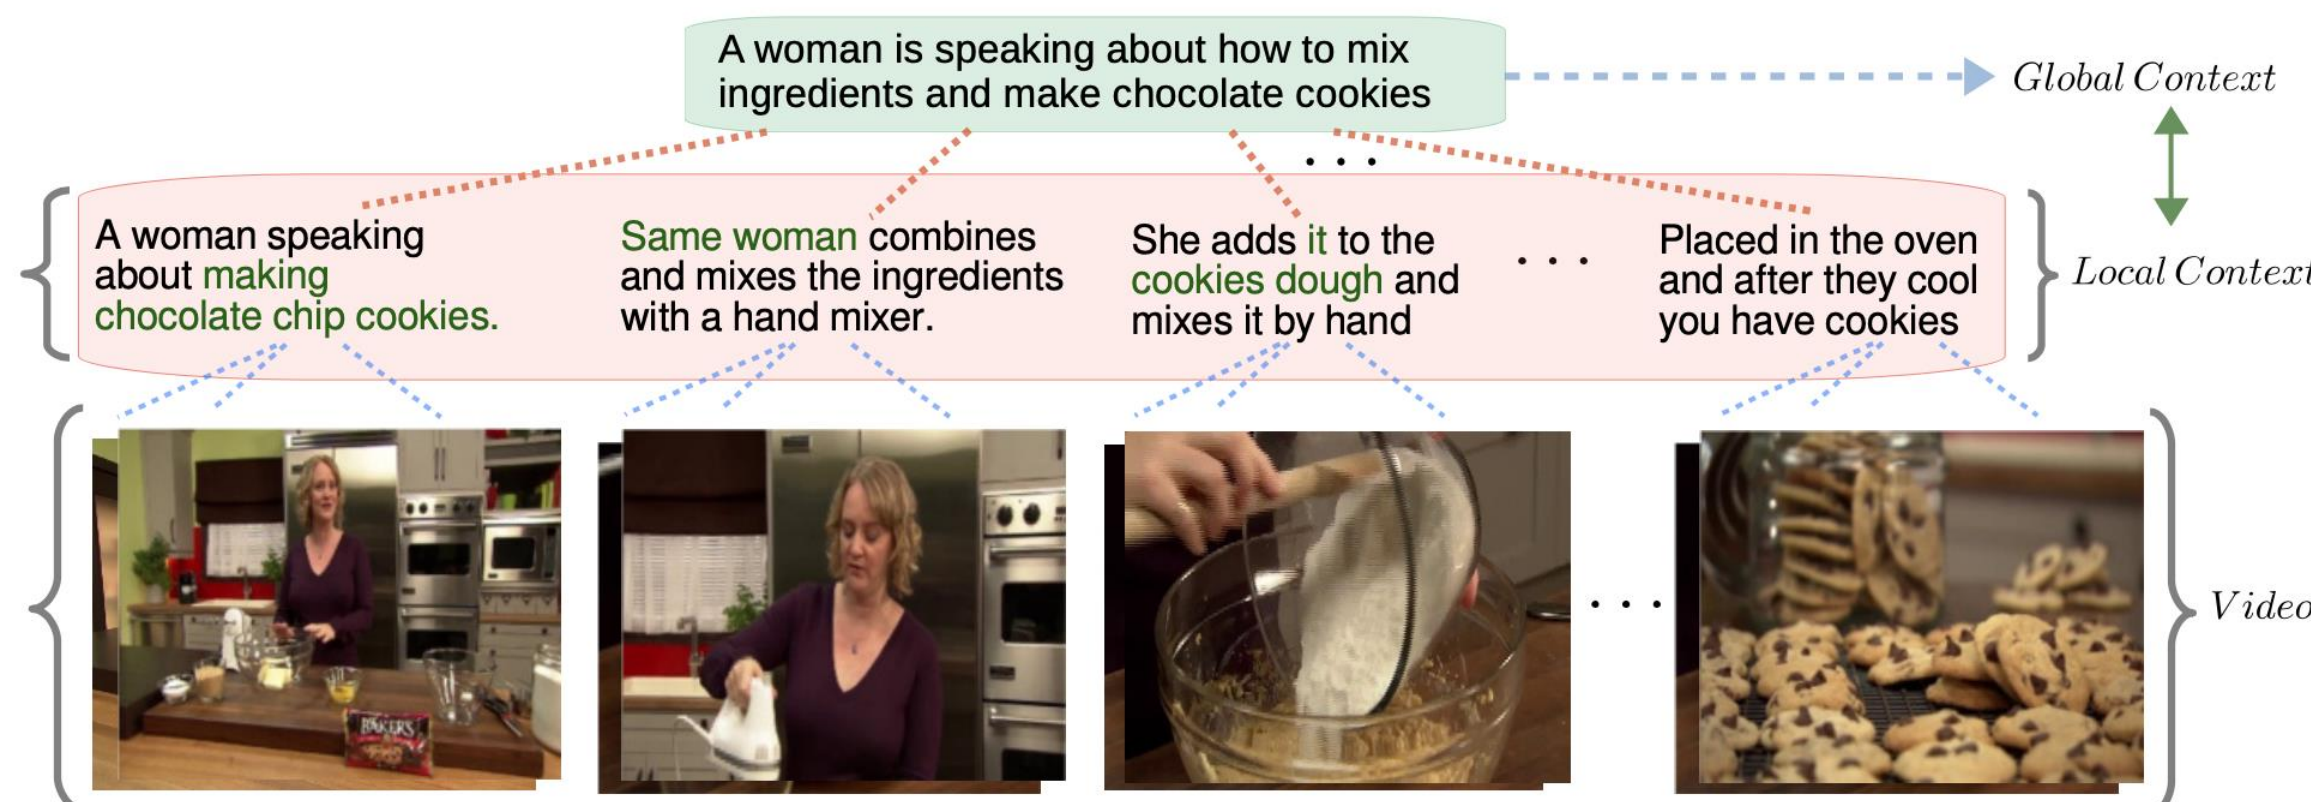 A woman is speaking about how to mix
ingredients and make chocolate cookies
Global Context
A woman speaking
about making
chocolate chip cookies.
Same woman combines
and mixes the ingredients
with a hand mixer.
She adds it to the
cookies dough and
mixes it by hand
. . .
Placed in the oven
and after they cool
you have cookies
Local Context
BAKER'S
Video